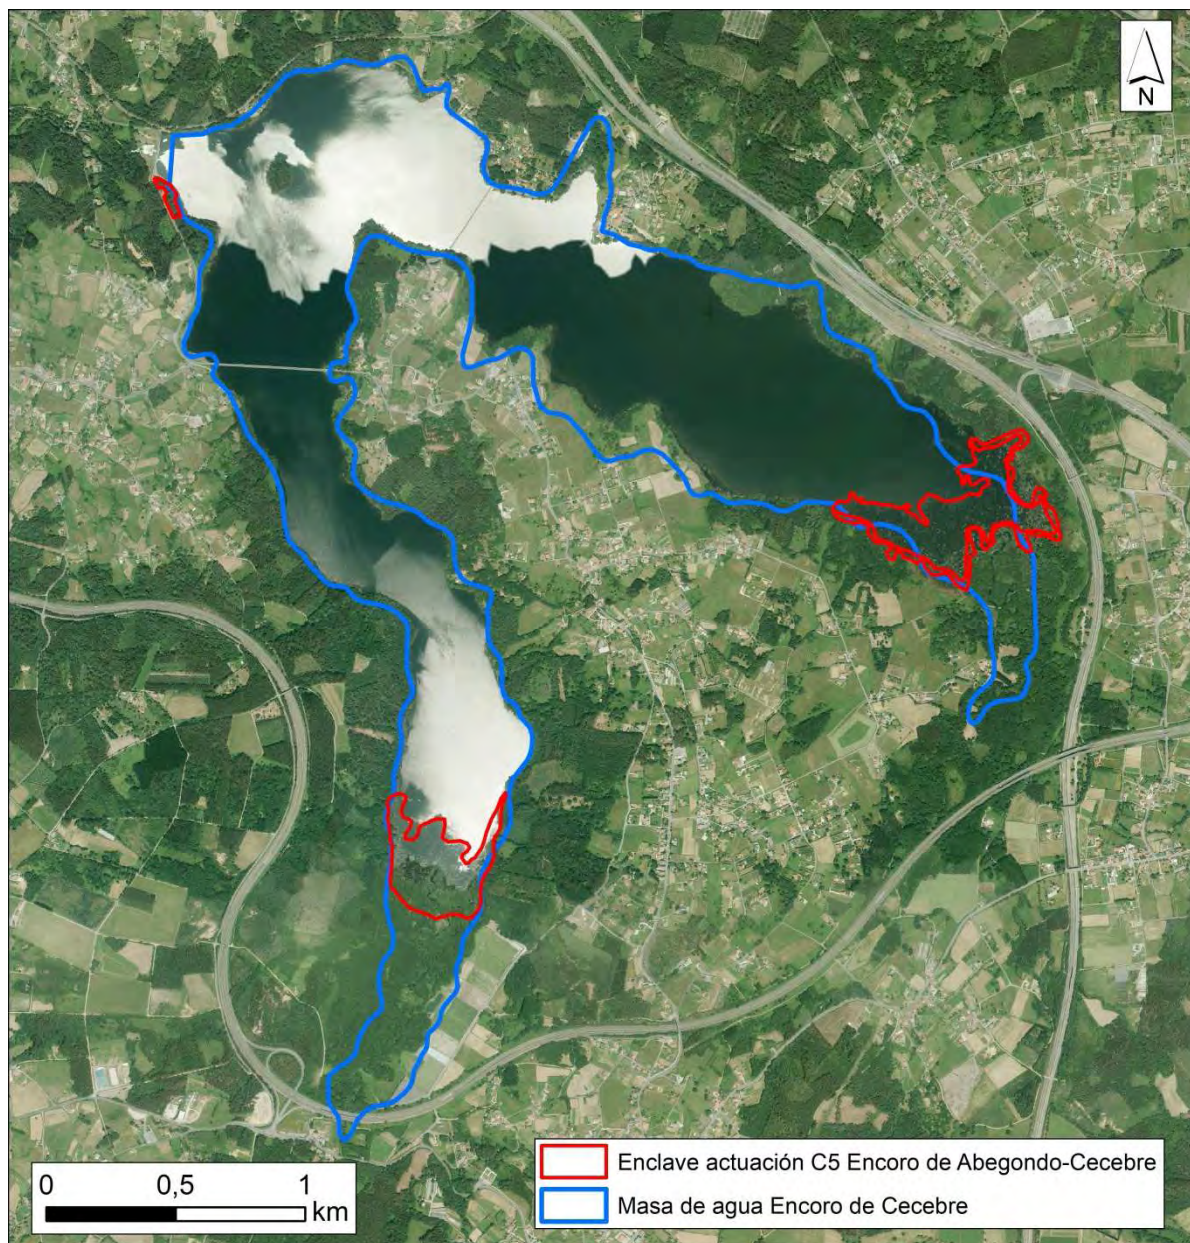 N
Enclave actuación C5 Encoro de Abegondo-Cecebre
Masa de agua Encoro de Cecebre
0 0,5 1
km